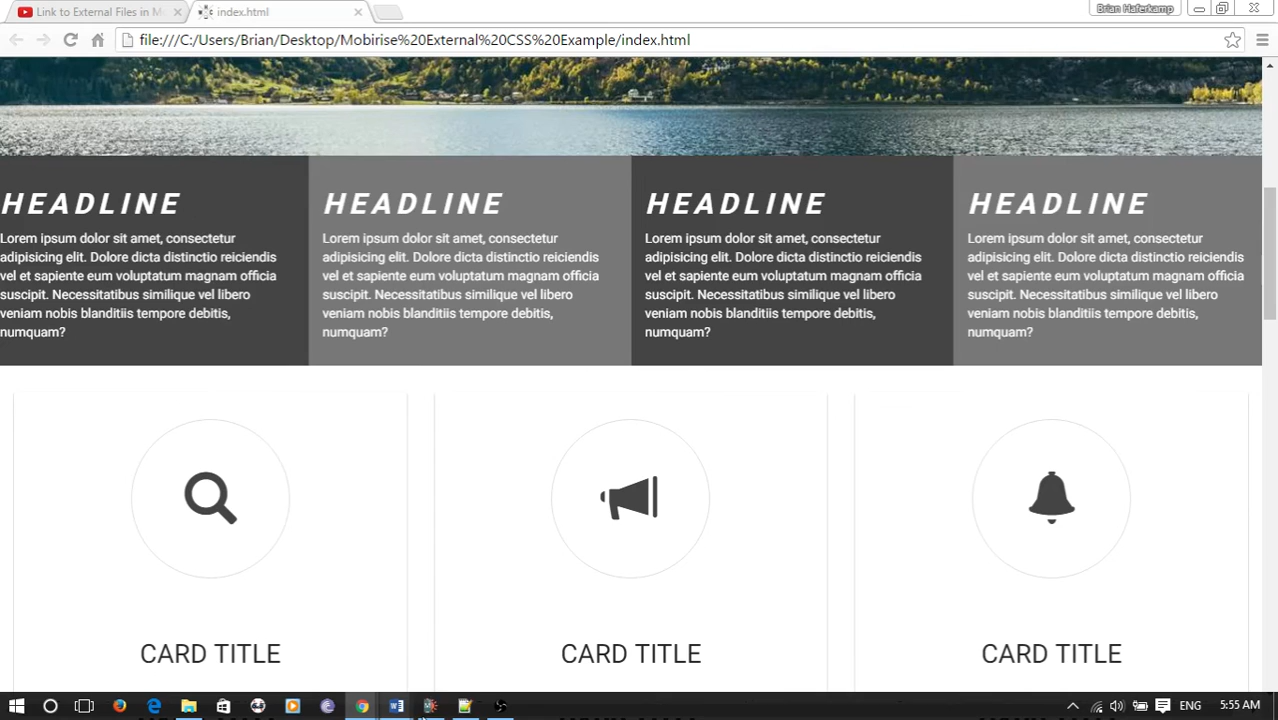 Link to External Files in M
index.html
Brian Haferkamp
file:///C:/Users/Brian/Desktop/Mobirise%20External%20CSS%20Example/index.html
HEADLINE HEADLINE HEADLINE HEADLINE
Lorem ipsum dolor sit amet, consectetur
adipisicing elit. Dolore dicta distinctio reiciendis
vel et sapiente eum voluptatum magnam officia
suscipit. Necessitatibus similique vel libero
veniam nobis blanditiis tempore debitis,
numquam?
Lorem ipsum dolor sit amet, consectetur
adipisicing elit. Dolore dicta distinctio reiciendis
vel et sapiente eum voluptatum magnam officia
suscipit. Necessitatibus similique vel libero
veniam nobis blanditiis tempore debitis,
numquam?
Lorem ipsum dolor sit amet, consectetur
adipisicing elit. Dolore dicta distinctio reiciendis
vel et sapiente eum voluptatum magnam officia
suscipit. Necessitatibus similique vel libero
veniam nobis blanditiis tempore debitis,
numquam?
Lorem ipsum dolor sit amet, consectetur
adipisicing elit. Dolore dicta distinctio reiciendis
vel et sapiente eum voluptatum magnam officia
suscipit. Necessitatibus similique vel libero
veniam nobis blanditiis tempore debitis,
numquam?
CARD TITLE CARD TITLE CARD TITLE
ENG 5:55 AM